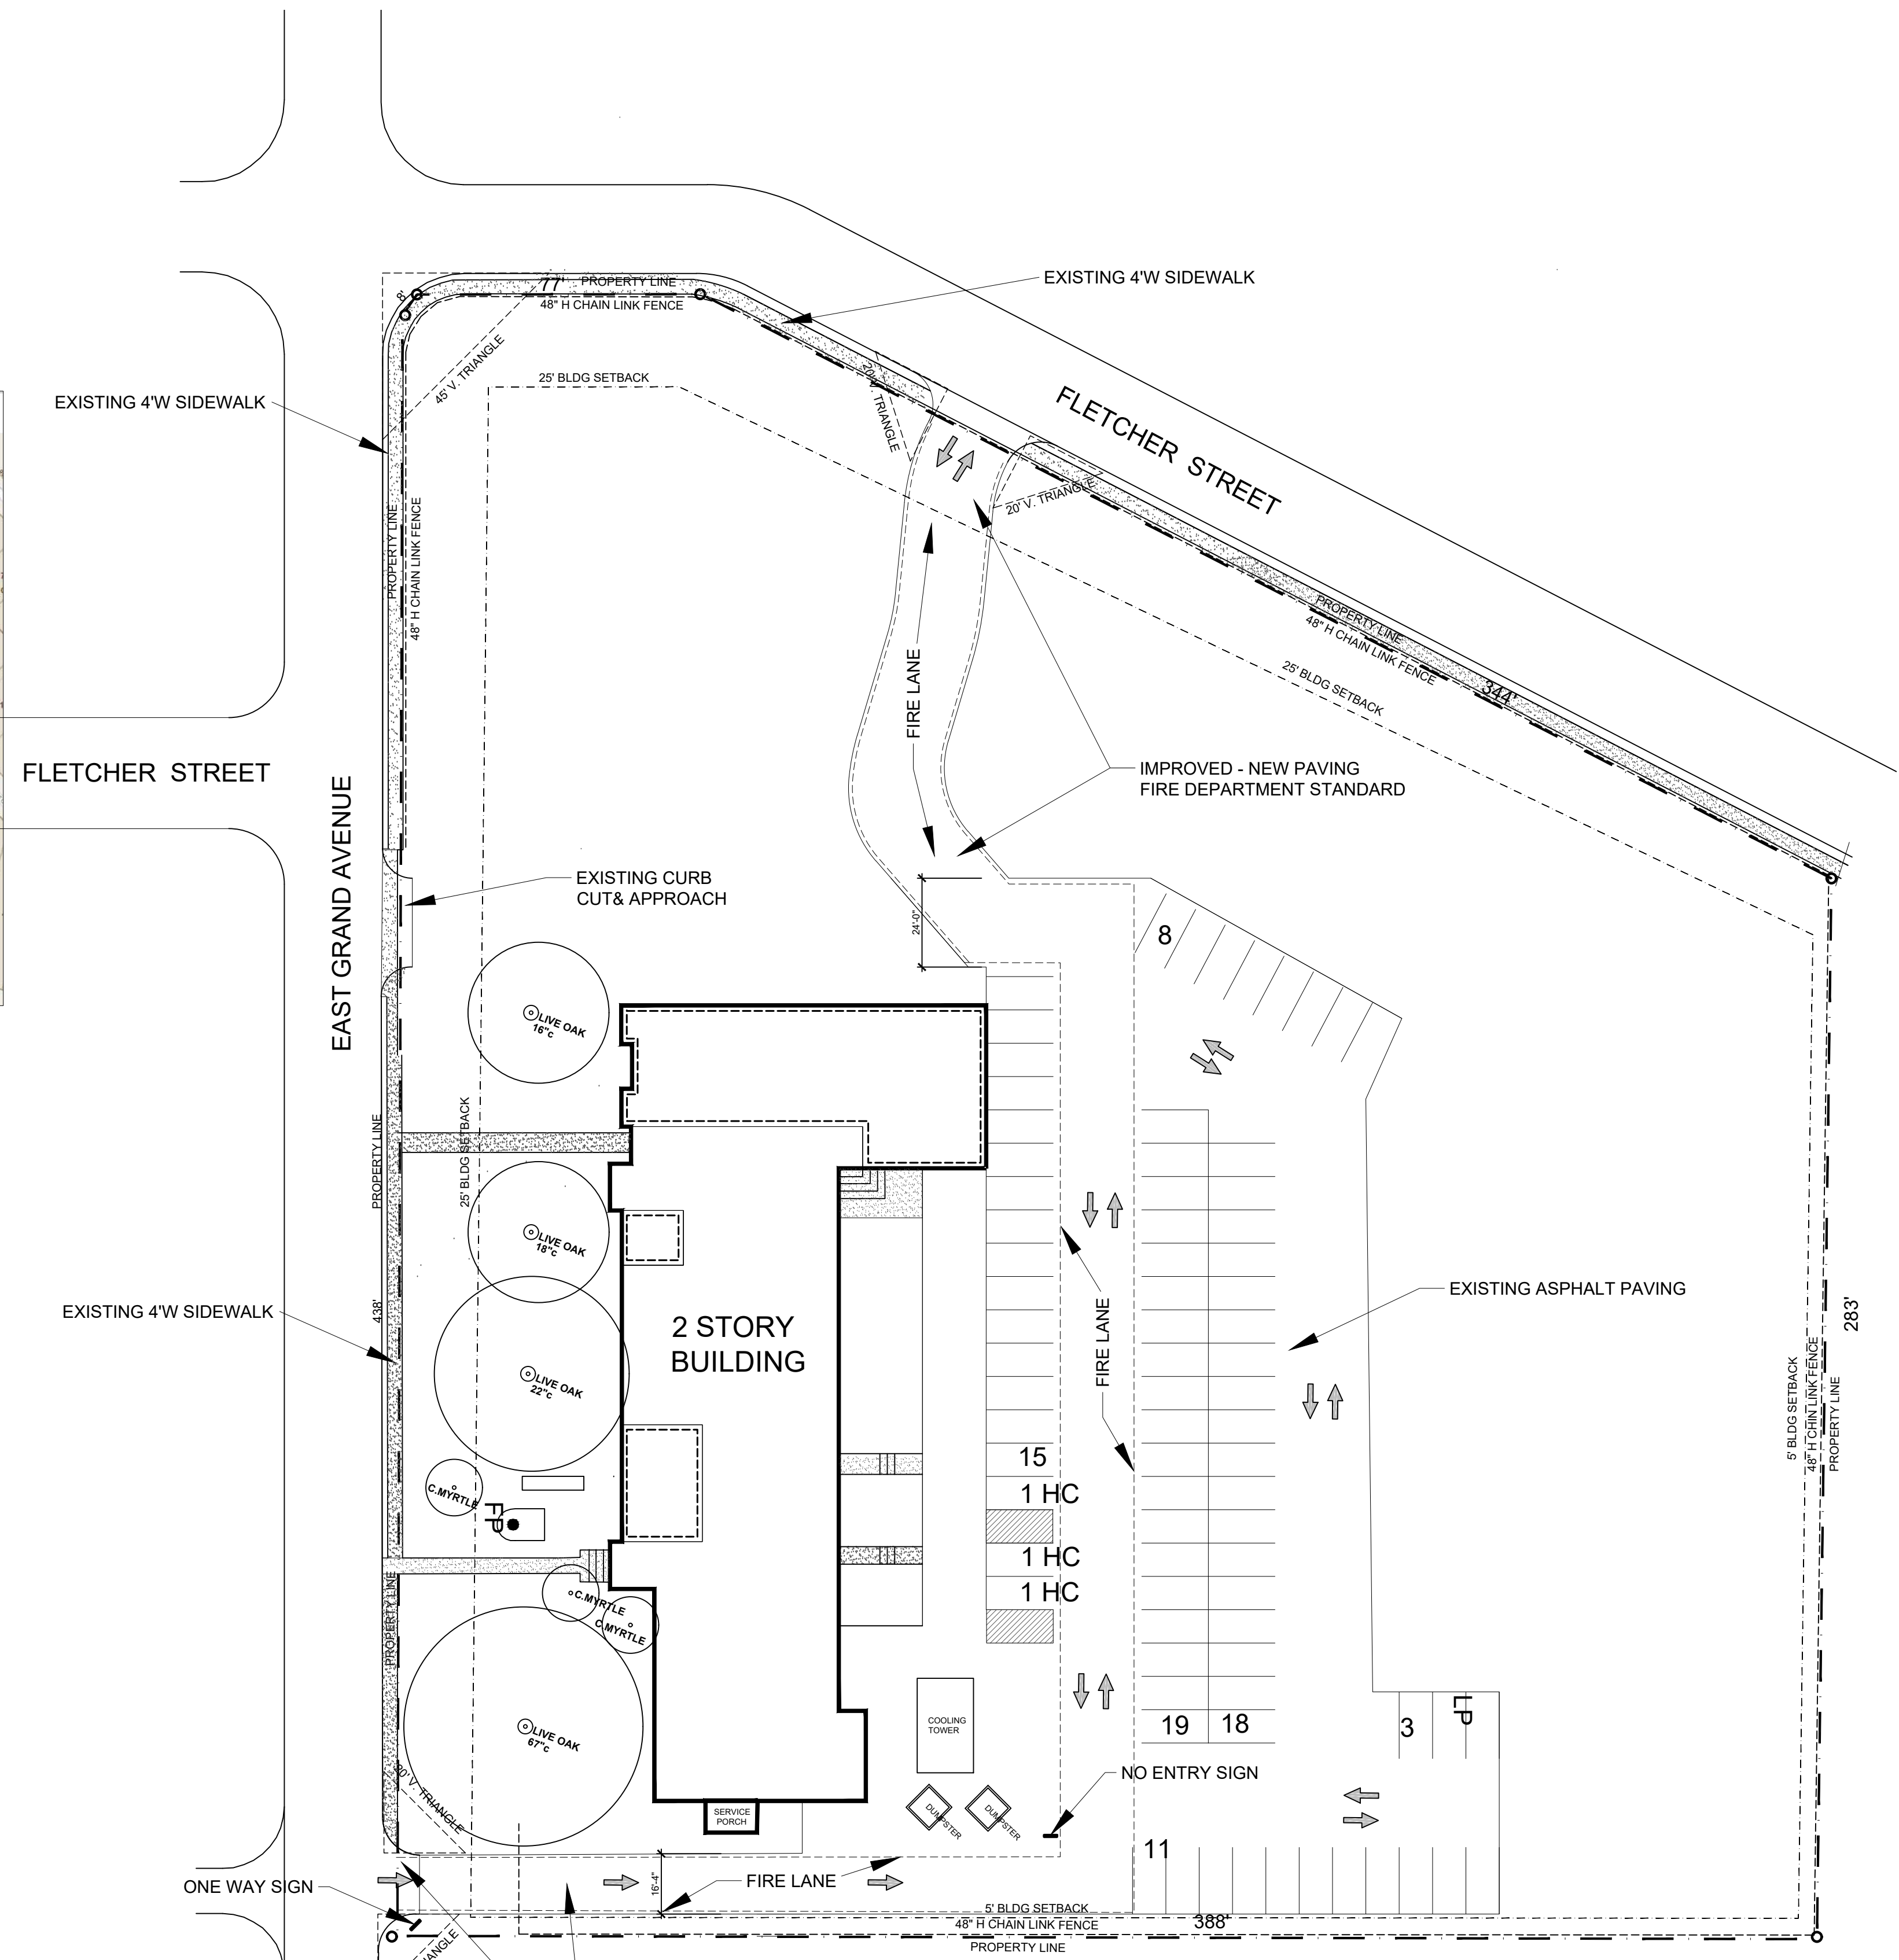 EXISTING 4'W SIDEWALK
8'
77'
PROPERTY LINE
48" H CHAIN LINK FENCE
45' V. TRIANGLE
25' BLDG SETBACK
EXISTING 4'W SIDEWALK
20' V. TRIANGLE
FLETCHER STREET
20' V. TRIANGLE
PROPERTY LINE
48" H CHAIN LINK FENCE
PROPERTY LINE
48" H CHAIN LINK FENCE
344'
25' BLDG SETBACK
FIRE LANE
FLETCHER STREET
EAST GRAND AVENUE
IMPROVED - NEW PAVING
FIRE DEPARTMENT STANDARD
EXISTING CURB
CUT& APPROACH
24'-0"
8
LIVE OAK
16"c
PROPERTY LINE
25' BLDG SETBACK
LIVE OAK
18"c
EXISTING 4'W SIDEWALK
438'
2 STORY
BUILDING
FIRE LANE
EXISTING ASPHALT PAVING
283'
5' BLDG SETBACK
48" H CHIN LINK FENCE
PROPERTY LINE
LIVE OAK
22"c
15
1 HC
C.MYRTLE
FP
1 HC
1 HC
PROPERTY LINE
C.MYRTLE
C.MYRTLE
LIVE OAK
67"c
COOLING
TOWER
19
18
3
LP
NO ENTRY SIGN
V. TRIANGLE
SERVICE
PORCH
DUMPSTER
DUMPSTER
11
ONE WAY SIGN
16'-4"
FIRE LANE
5' BLDG SETBACK
48" H CHAIN LINK FENCE
388'
PROPERTY LINE